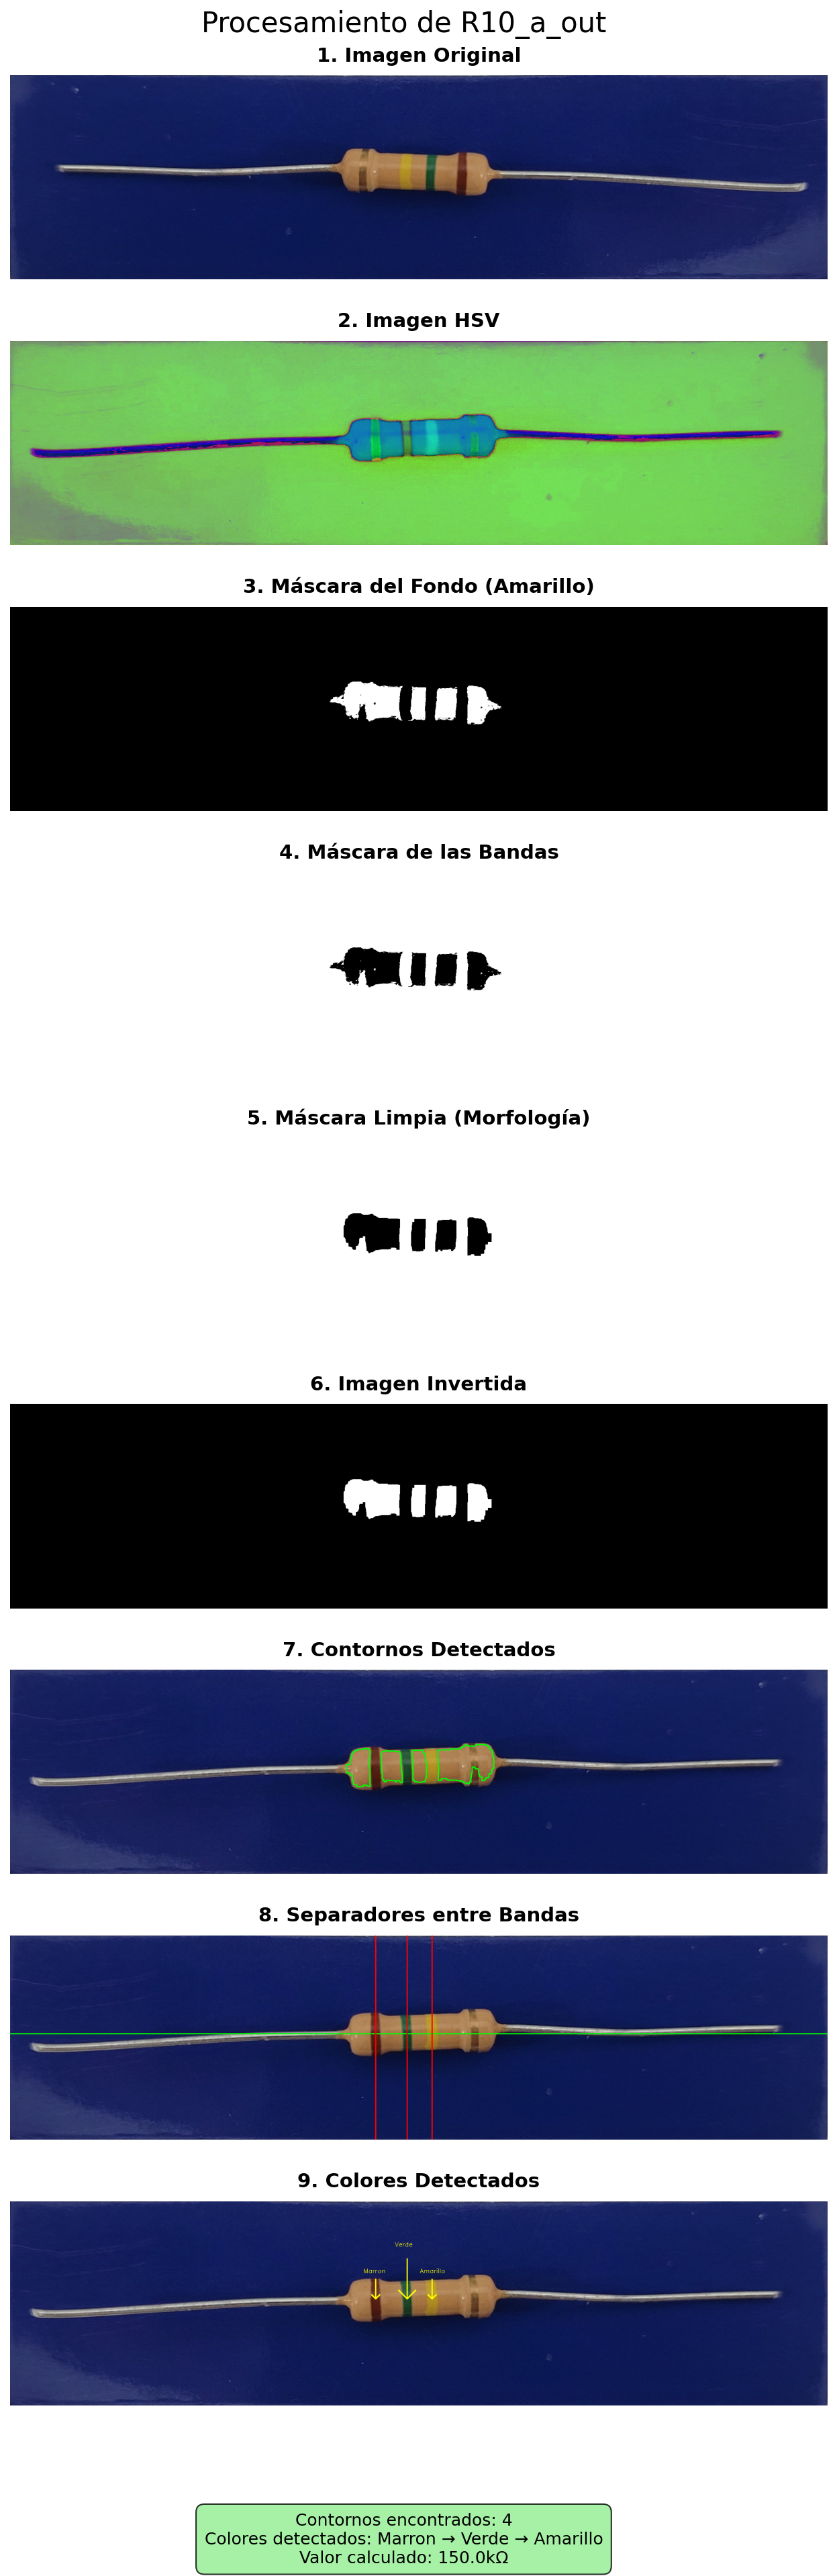 Procesamiento de R10_a_out
1. Imagen Original
2. Imagen HSV
3. Máscara del Fondo (Amarillo)
4. Máscara de las Bandas
5. Máscara Limpia (Morfología)
6. Imagen Invertida
7. Contornos Detectados
8. Separadores entre Bandas
9. Colores Detectados
Verde
Marron Amarillo
Contornos encontrados: 4
Colores detectados: Marron → Verde → Amarillo
Valor calculado: 150.0kΩ